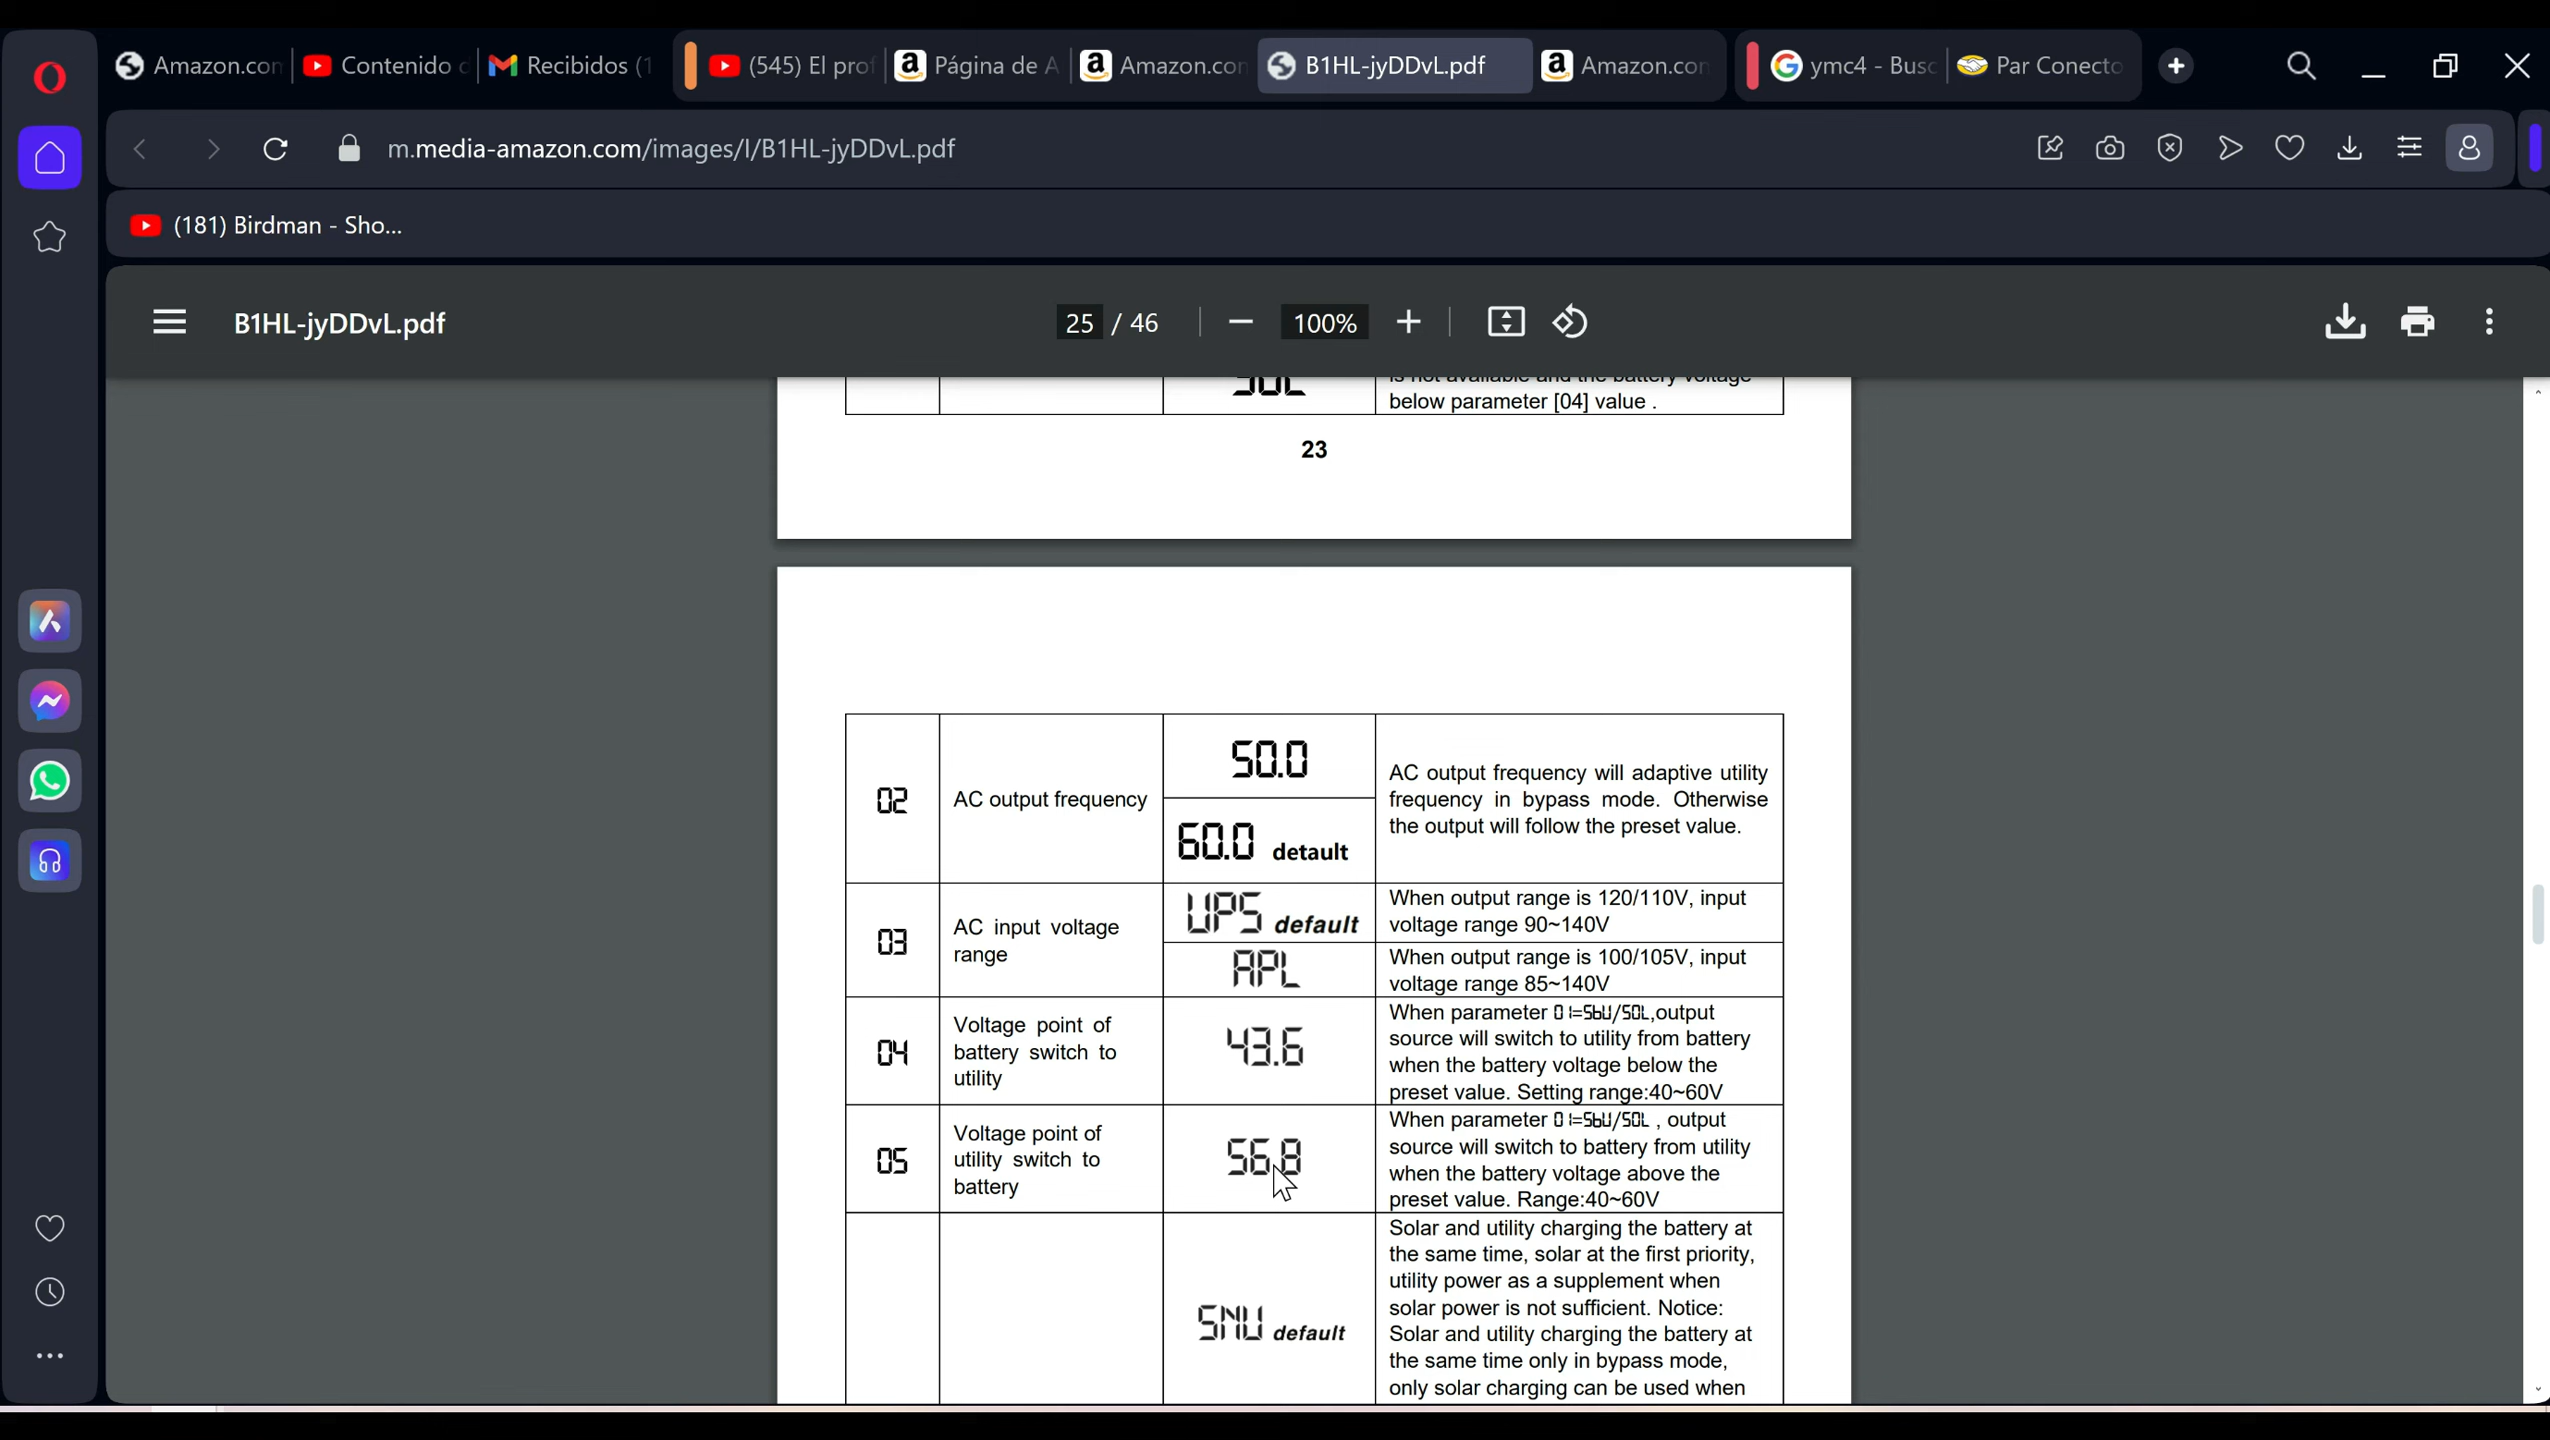 Amazon.con
Contenido d
Recibidos (1
(545) El prof
Página de A
Amazon.con
B1HL-jyDDvL.pdf
Amazon.con
ymc4 - Busc
Par Conecto
m.media-amazon.com/images/I/B1HL-jyDDvL.pdf
(181) Birdman - Sho...
B1HL-jyDDvL.pdf
25 / 46
100%
SOL
is not available and the battery voltage
below parameter [04] value .
23
02
AC output frequency
50.0
60.0 detault
AC output frequency will adaptive utility
frequency in bypass mode. Otherwise
the output will follow the preset value.
03
AC input voltage
range
UPS default
When output range is 120/110V, input
voltage range 90~140V
APL
When output range is 100/105V, input
voltage range 85~140V
04
Voltage point of
battery switch to
utility
43.6
When parameter 01=SbU/SOL,output
source will switch to utility from battery
when the battery voltage below the
preset value. Setting range:40~60V
05
Voltage point of
utility switch to
battery
56.8
When parameter 01=SbU/SOL , output
source will switch to battery from utility
when the battery voltage above the
preset value. Range:40~60V
SNU default
Solar and utility charging the battery at
the same time, solar at the first priority,
utility power as a supplement when
solar power is not sufficient. Notice:
Solar and utility charging the battery at
the same time only in bypass mode,
only solar charging can be used when